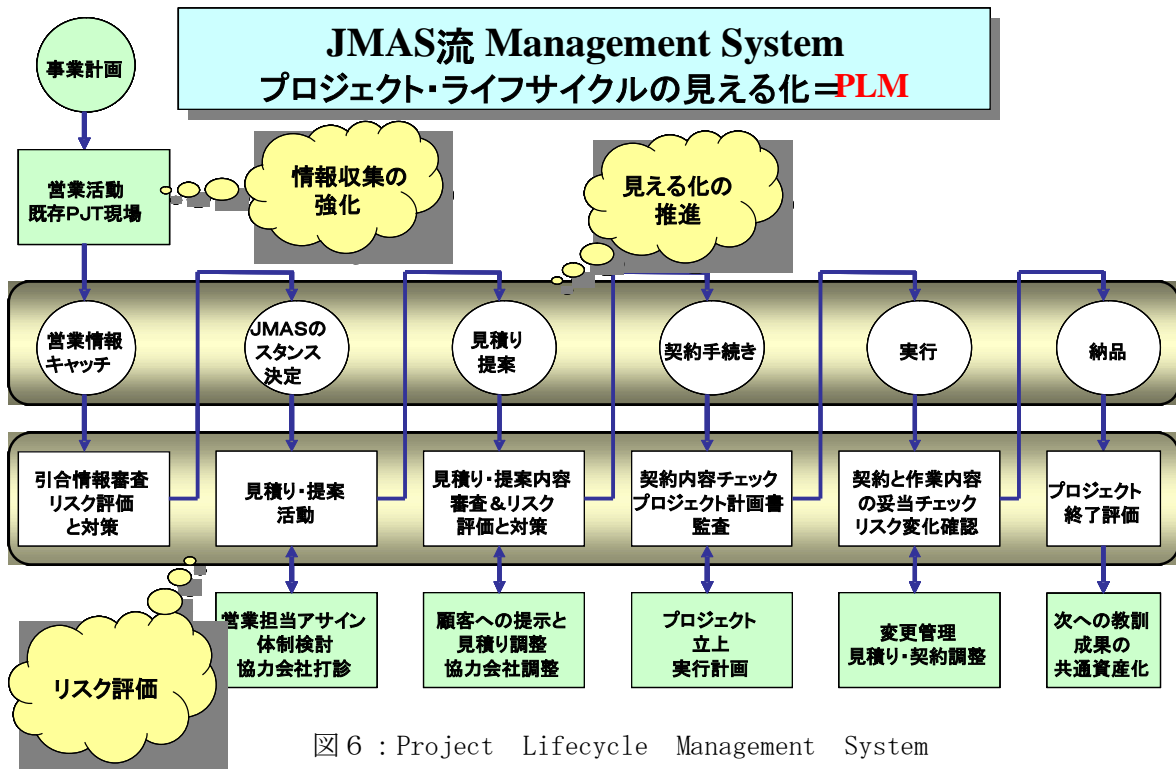 事業計画
JMAS流 Management System
プロジェクト・ライフサイクルの見える化＝PLM
営業活動
既存PJT現場
情報収集の
強化
見える化の
推進
営業情報
キャッチ
JMASの
スタンス
決定
見積り
提案
契約手続き
実行
納品
引合情報審査
リスク評価
と対策
見積り・提案
活動
見積り・提案内容
審査＆リスク
評価と対策
契約内容チェック
プロジェクト計画書
監査
契約と作業内容
の妥当チェック
リスク変化確認
プロジェクト
終了評価
リスク評価
営業担当アサイン
体制検討
協力会社打診
顧客への提示と
見積り調整
協力会社調整
プロジェクト
立上
実行計画
変更管理
見積り・契約調整
次への教訓
成果の
共通資産化
図６：Project　Lifecycle　Management　System